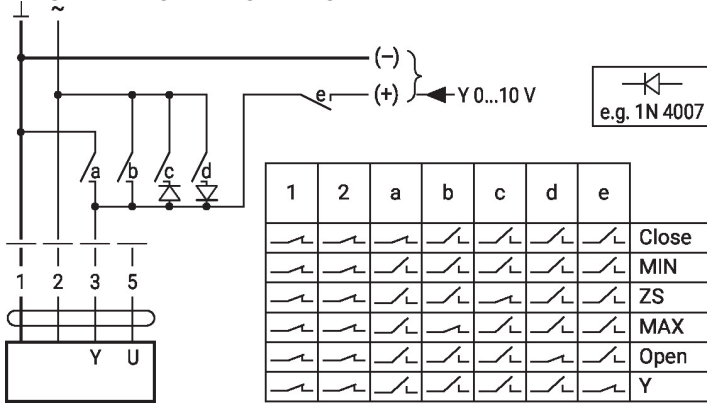 ⊥ ~
(–)
e (+) Y 0...10 V
e.g. 1N 4007
a b c d
1 2 a b c d e
Close
MIN
ZS
MAX
Open
Y
1 2 3 5
Y U